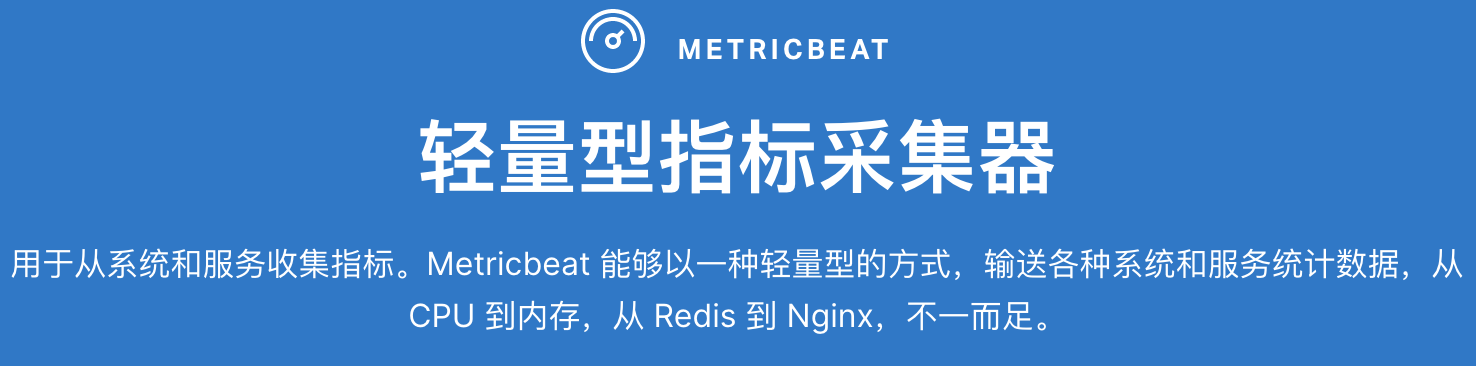 METRICBEAT
轻量型指标采集器
用于从系统和服务收集指标。Metricbeat 能够以一种轻量型的方式，输送各种系统和服务统计数据，从
CPU 到内存，从 Redis 到 Nginx，不一而足。